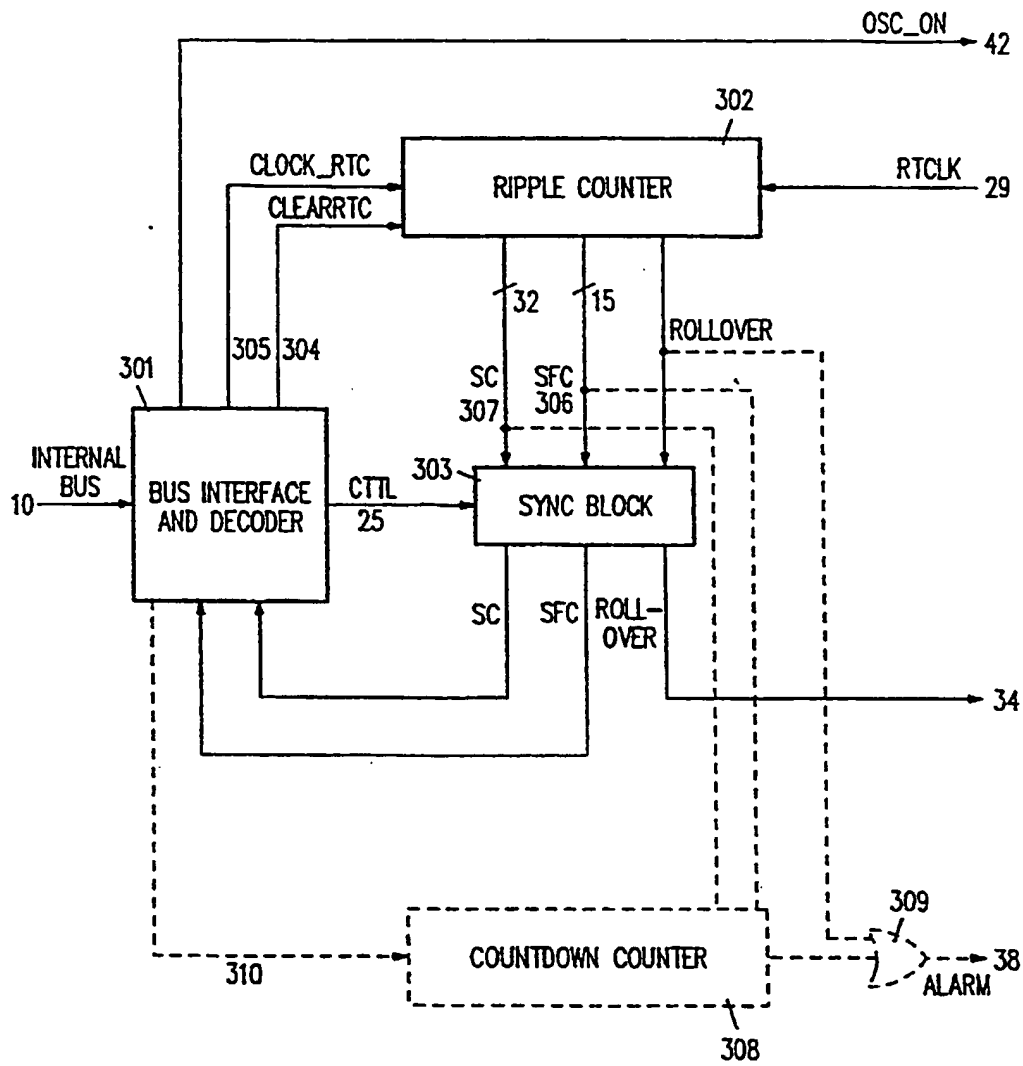 OSC_ON
42
302
CLOCK_RTC
RIPPLE COUNTER
RTCLK
29
CLEARRTC
32
15
ROLLOVER
305
304
301
SC
307
SFC
306
INTERNAL
BUS
10
BUS INTERFACE
AND DECODER
CTTL
25
303
SYNC BLOCK
SC
SFC
ROLL-
OVER
34
309
310
COUNTDOWN COUNTER
38
ALARM
308